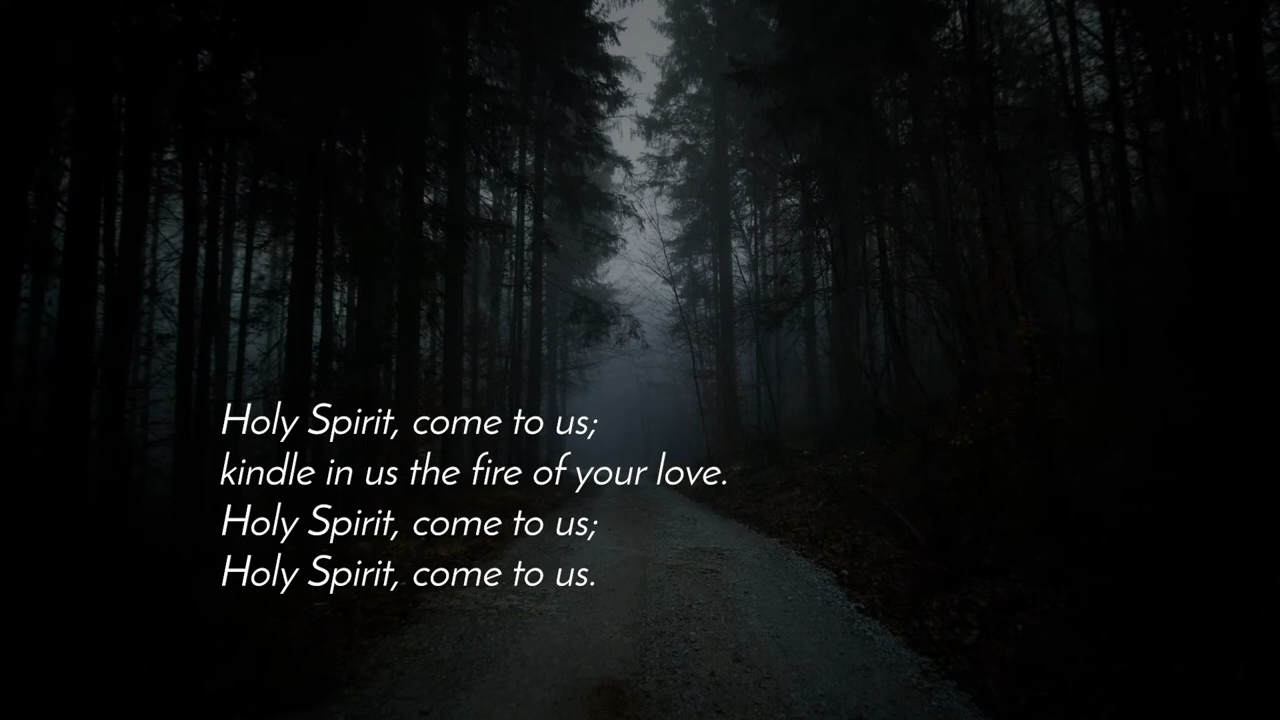 Holy Spirit, come to us;
kindle in us the fire of your love.
Holy Spirit, come to us;
Holy Spirit, come to us.